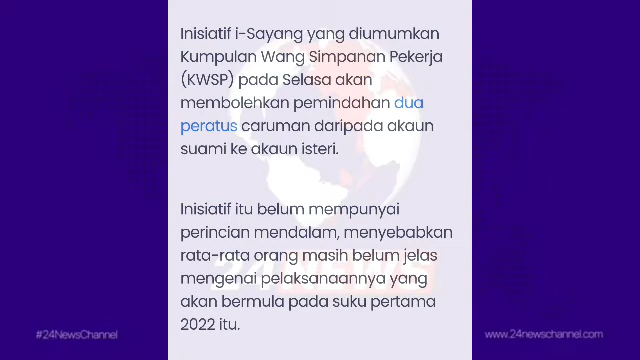 Inisiatif i-Sayang yang diumumkan
Kumpulan Wang Simpanan Pekerja
(KWSP) pada Selasa akan
membolehkan pemindahan dua
peratus caruman daripada akaun
suami ke akaun isteri.
Inisiatif itu belum mempunyai
perincian mendalam, menyebabkan
rata-rata orang masih belum jelas
mengenai pelaksanaannya yang
akan bermula pada suku pertama
2022 itu.
24NEWS
#24NewsChannel
www.24newschannel.com